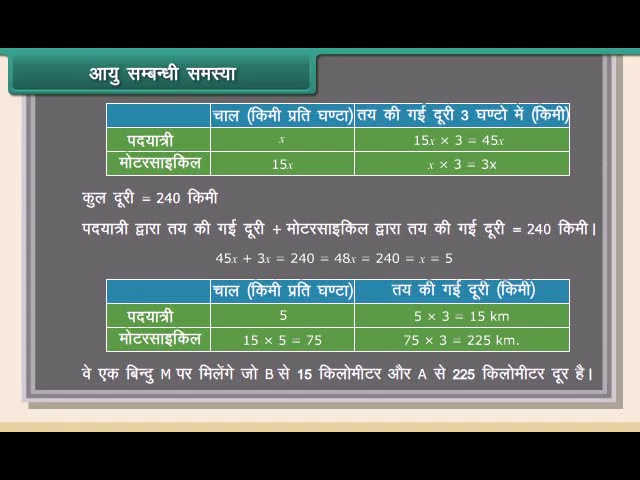 आयु सम्बन्धी समस्या
चाल (किमी प्रति घण्टा) तय की गई दूरी 3 घण्टो में (किमी)
पदयात्री x 15x × 3 = 45x
मोटरसाइकिल 15x x × 3 = 3x
कुल दूरी = 240 किमी
पदयात्री द्वारा तय की गई दूरी + मोटरसाइकिल द्वारा तय की गई दूरी = 240 किमी।
45x + 3x = 240 = 48x = 240 = x = 5
चाल (किमी प्रति घण्टा) तय की गई दूरी (किमी)
पदयात्री 5 5 × 3 = 15 km
मोटरसाइकिल 15 × 5 = 75 75 × 3 = 225 km.
वे एक बिन्दु M पर मिलेंगे जो B से 15 किलोमीटर और A से 225 किलोमीटर दूर है।